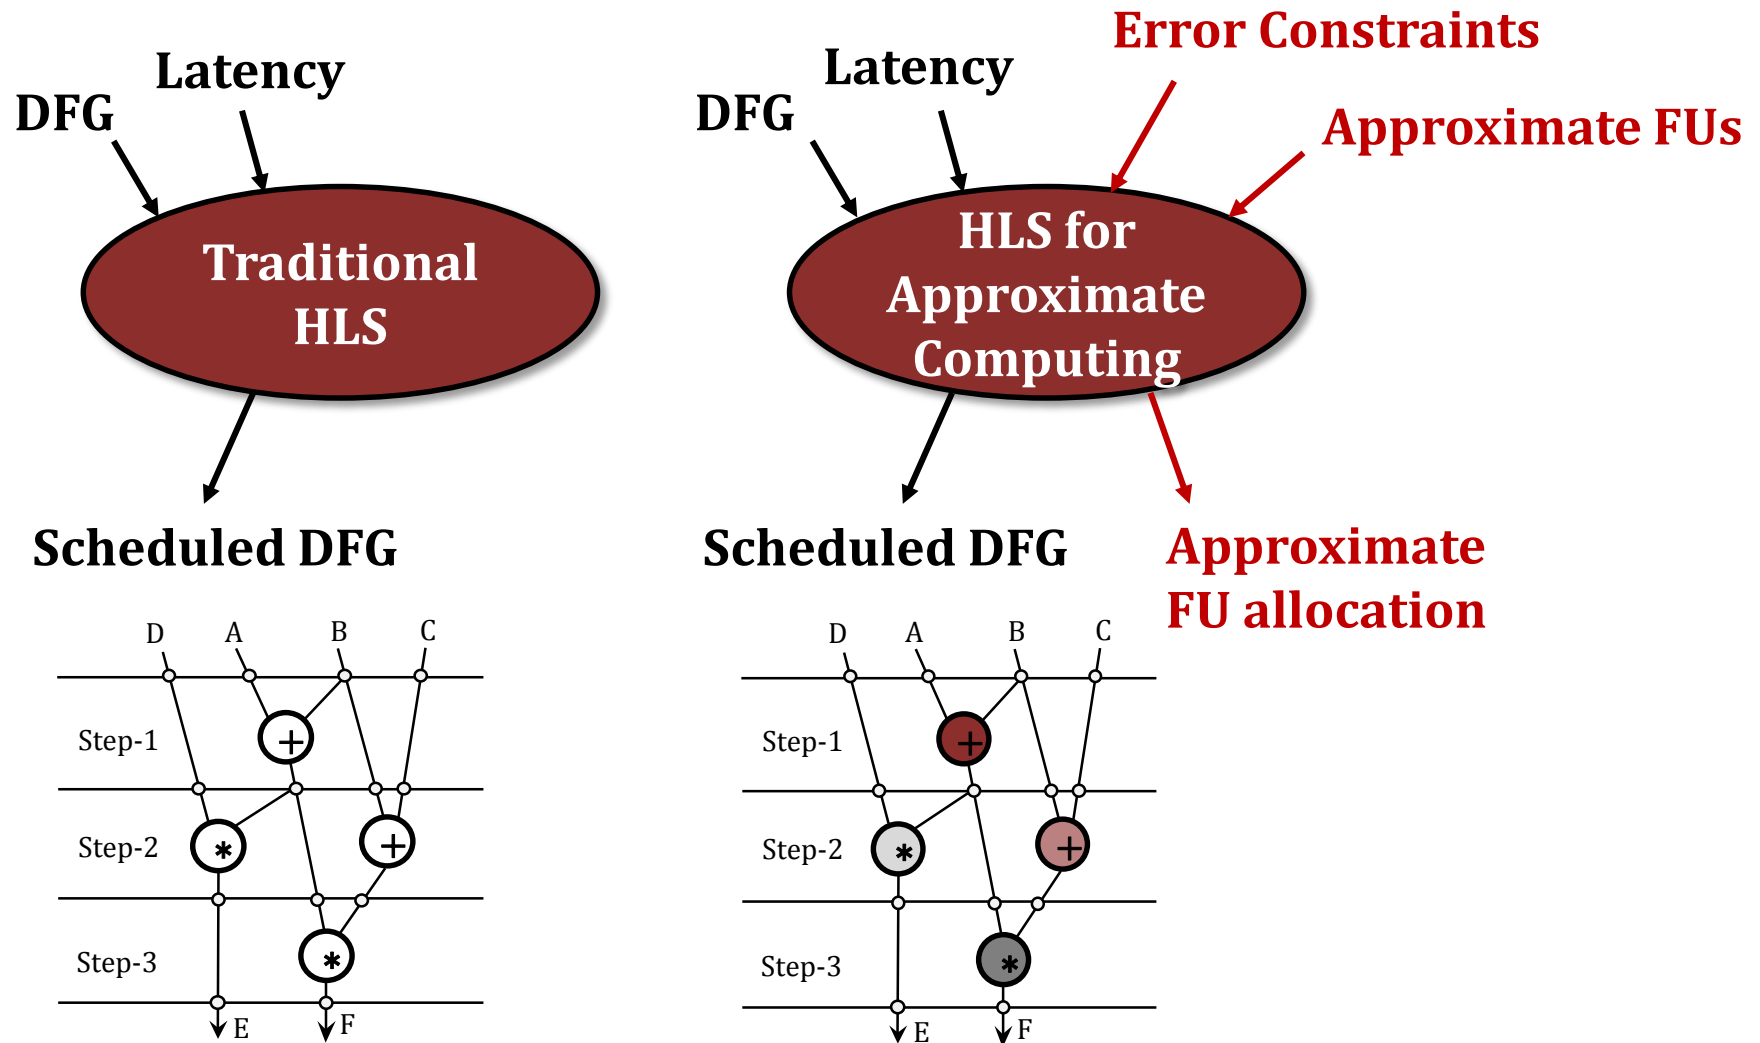 Latency
DFG
Traditional
HLS
Scheduled DFG
D A B C
+
Step-1
* +
Step-2
*
Step-3
E F
Error Constraints
Latency
DFG
Approximate FUs
HLS for
Approximate
Computing
Scheduled DFG
Approximate
FU allocation
D A B C
+
Step-1
* +
Step-2
*
Step-3
E F